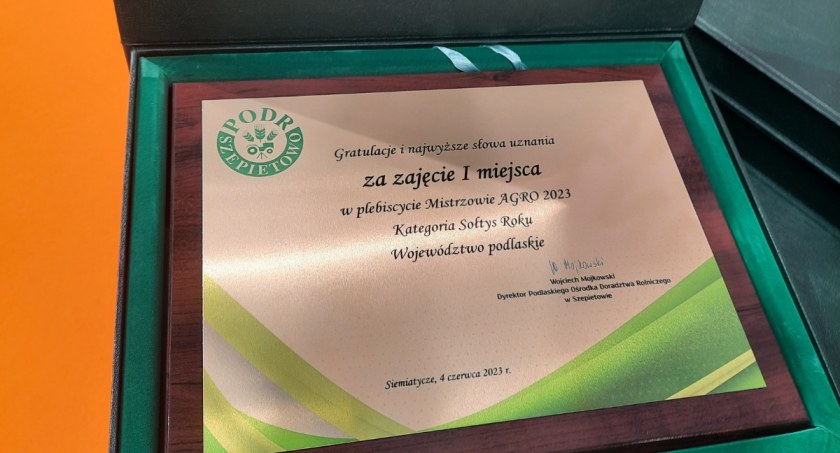 PODR
SZEPIETOWO
Gratulacje i najwyższe słowa uznania
za zajęcie I miejsca
w plebiscycie Mistrzowie AGRO 2023
Kategoria Sołtys Roku
Województwo podlaskie
W Mojkowski
Wojciech Mojkowski
Dyrektor Podlaskiego Ośrodka Doradztwa Rolniczego
w Szepietowie
Siemiatycze, 4 czerwca 2023 r.